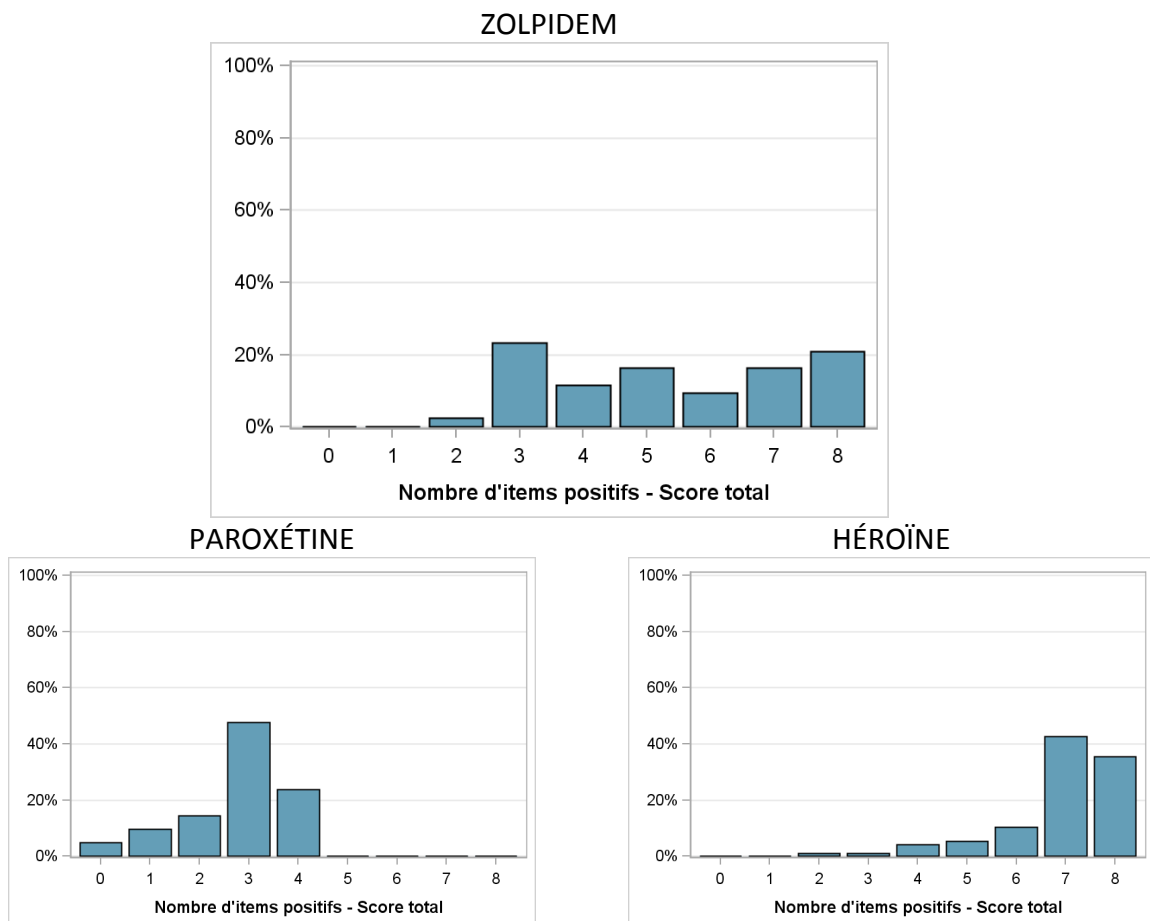 ZOLPIDEM
100%
80%
60%
40%
20%
0%
0 1 2 3 4 5 6 7 8
Nombre d'items positifs - Score total
PAROXÉTINE
100%
80%
60%
40%
20%
0%
0 1 2 3 4 5 6 7 8
Nombre d'items positifs - Score total
HÉROÏNE
100%
80%
60%
40%
20%
0%
0 1 2 3 4 5 6 7 8
Nombre d'items positifs - Score total